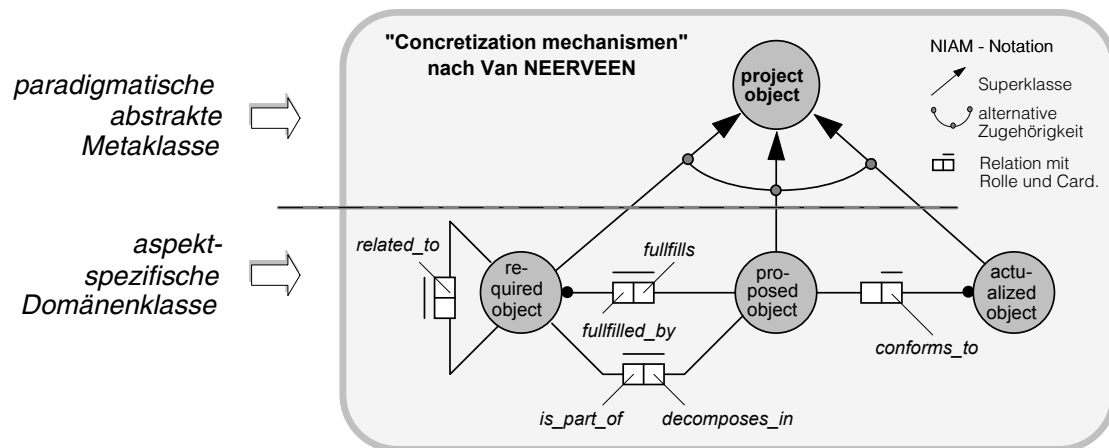 "Concretization mechanismen"
nach Van NEERVEEN
project
object
NIAM - Notation
Superklasse
alternative
Zugehörigkeit
Relation mit
Rolle und Card.
paradigmatische
abstrakte
Metaklasse
aspekt-
spezifische
Domänenklasse
related_to
re-
quired
object
fullfills
fullfilled_by
pro-
posed
object
actu-
alized
object
conforms_to
is_part_of
decomposes_in